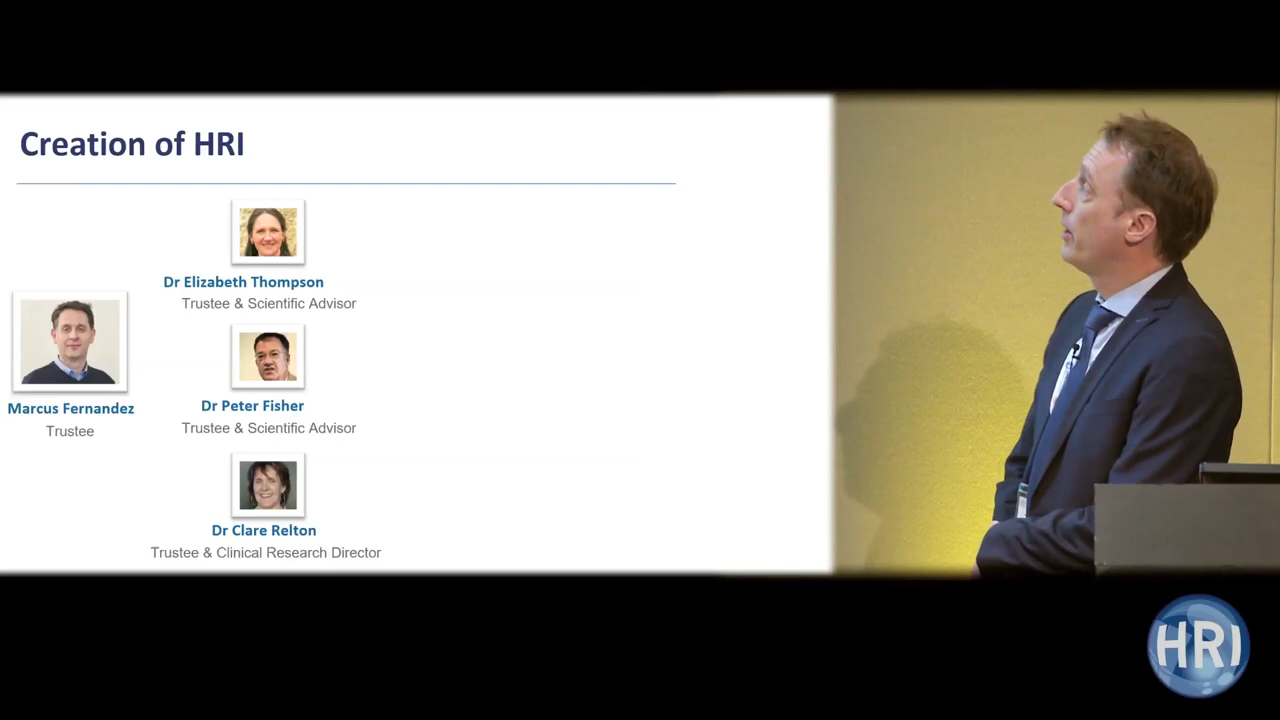 Creation of HRI
Dr Elizabeth Thompson
Trustee & Scientific Advisor
Marcus Fernandez
Trustee
Dr Peter Fisher
Trustee & Scientific Advisor
Dr Clare Relton
Trustee & Clinical Research Director
HRI